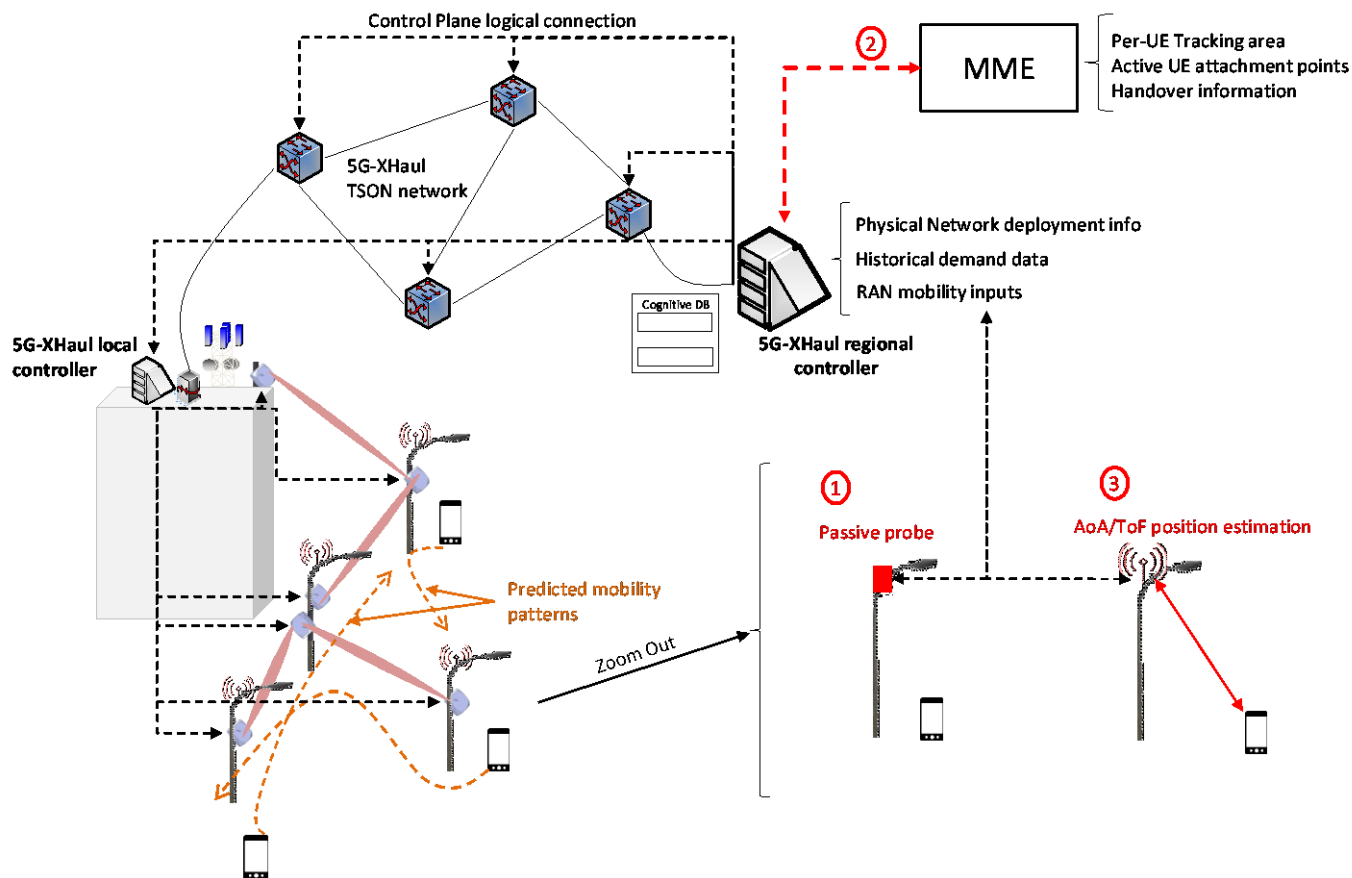 Control Plane logical connection
2
MME
Per-UE Tracking area
Active UE attachment points
Handover information
5G-XHaul
TSON network
Physical Network deployment info
Historical demand data
RAN mobility inputs
Cognitive DB
5G-XHaul regional
controller
5G-XHaul local
controller
1
Passive probe
3
AoA/ToF position estimation
Predicted mobility
patterns
Zoom Out